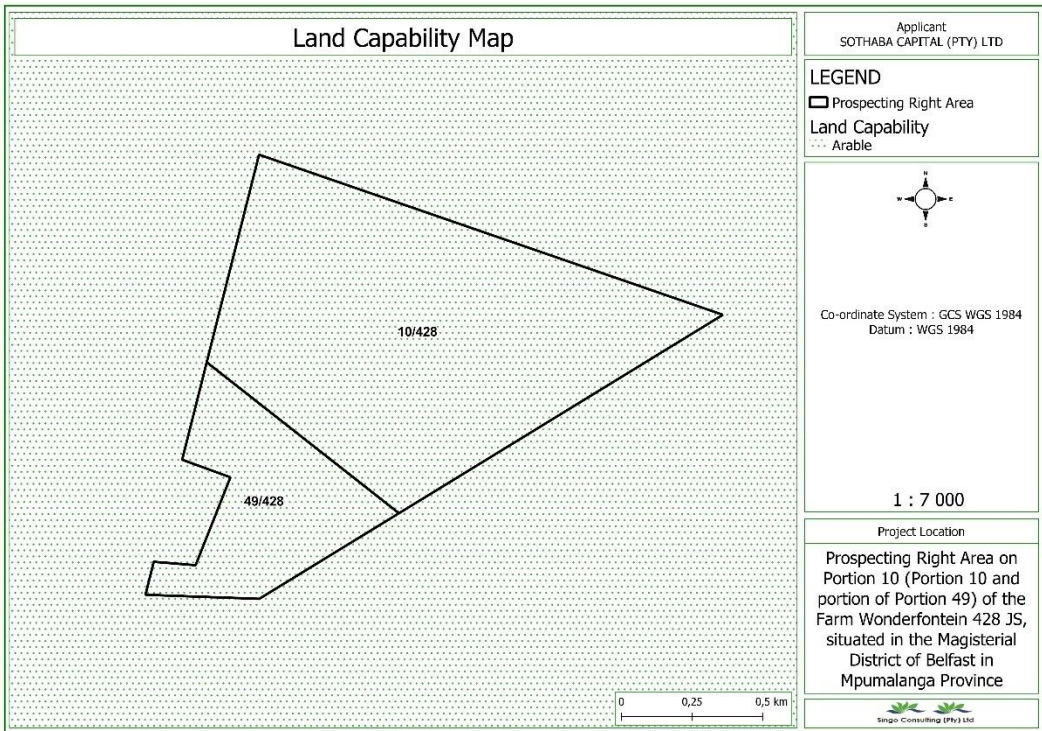 Land Capability Map
10/428
49/428
0 0,25 0,5 km
Applicant
SOTHABA CAPITAL (PTY) LTD
LEGEND
Prospecting Right Area
Land Capability
Arable
N
W E
S
Co-ordinate System : GCS WGS 1984
Datum : WGS 1984
1 : 7 000
Project Location
Prospecting Right Area on
Portion 10 (Portion 10 and
portion of Portion 49) of the
Farm Wonderfontein 428 JS,
situated in the Magisterial
District of Belfast in
Mpumalanga Province
Singo Consulting (Pty) Ltd